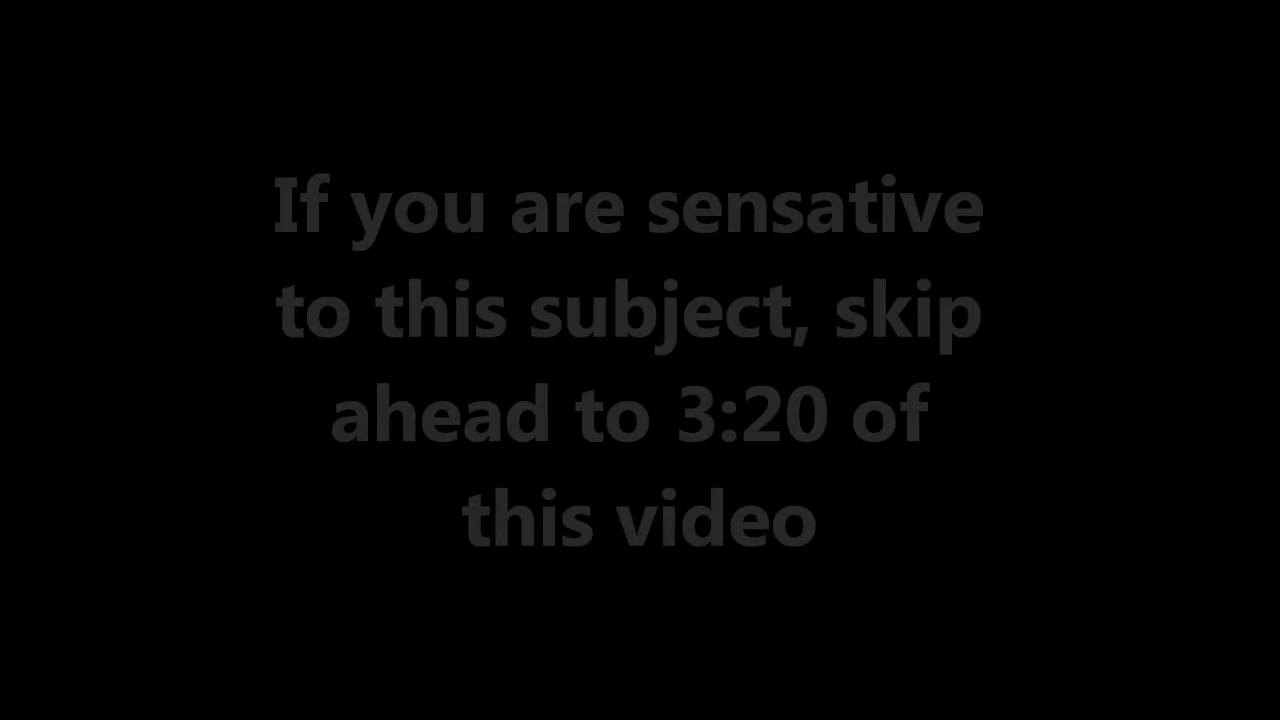 If you are sensative
to this subject, skip
ahead to 3:20 of
this video